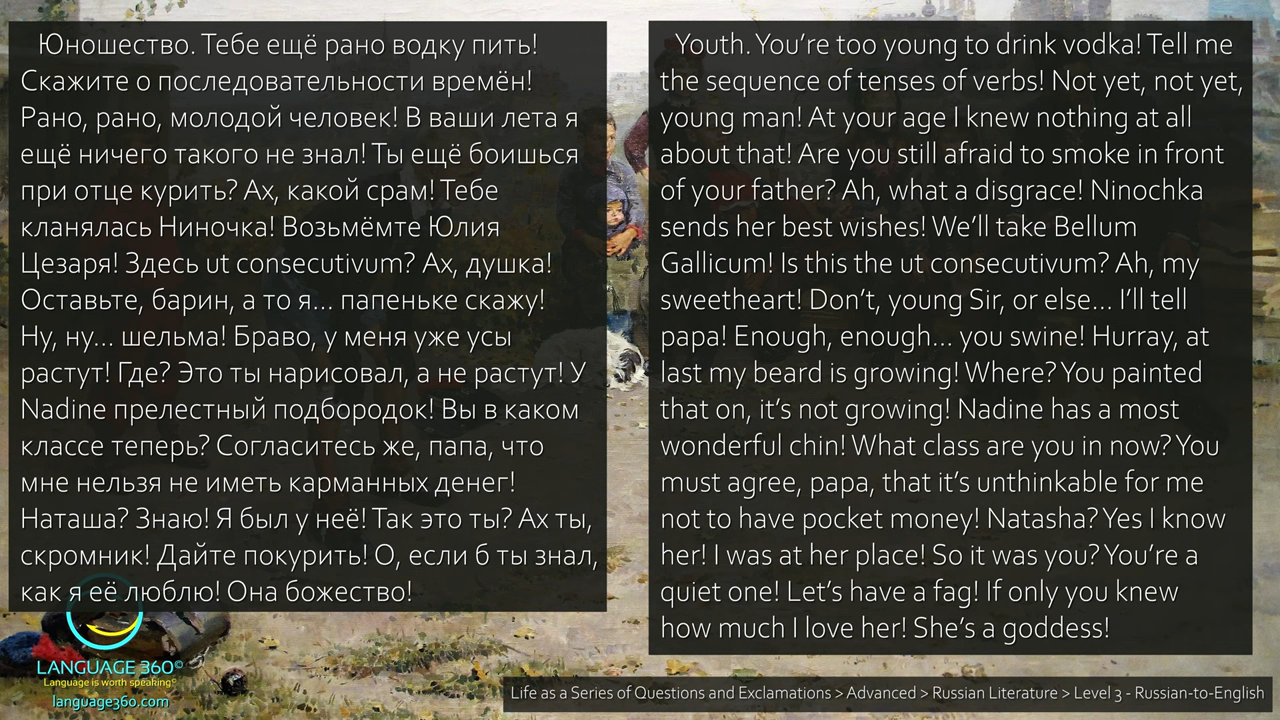 Юношество. Тебе ещё рано водку пить!
Скажите о последовательности времён!
Рано, рано, молодой человек! В ваши лета я
ещё ничего такого не знал! Ты ещё боишься
при отце курить? Ах, какой срам! Тебе
кланялась Ниночка! Возьмёмте Юлия
Цезаря! Здесь ut consecutivum? Ах, душка!
Оставьте, барин, а то я... папеньке скажу!
Ну, ну... шельма! Браво, у меня уже усы
растут! Где? Это ты нарисовал, а не растут! У
Nadine прелестный подбородок! Вы в каком
классе теперь? Согласитесь же, папа, что
мне нельзя не иметь карманных денег!
Наташа? Знаю! Я был у неё! Так это ты? Ах ты,
скромник! Дайте покурить! О, если б ты знал,
как я её люблю! Она божество!
Youth. You're too young to drink vodka! Tell me
the sequence of tenses of verbs! Not yet, not yet,
young man! At your age I knew nothing at all
about that! Are you still afraid to smoke in front
of your father? Ah, what a disgrace! Ninochka
sends her best wishes! We'll take Bellum
Gallicum! Is this the ut consecutivum? Ah, my
sweetheart! Don't, young Sir, or else... I'll tell
papa! Enough, enough... you swine! Hurray, at
last my beard is growing! Where? You painted
that on, it's not growing! Nadine has a most
wonderful chin! What class are you in now? You
must agree, papa, that it's unthinkable for me
not to have pocket money! Natasha? Yes I know
her! I was at her place! So it was you? You're a
quiet one! Let's have a fag! If only you knew
how much I love her! She's a goddess!
LANGUAGE 360©
Language is worth speaking©
language360.com
Life as a Series of Questions and Exclamations > Advanced > Russian Literature > Level 3 - Russian-to-English